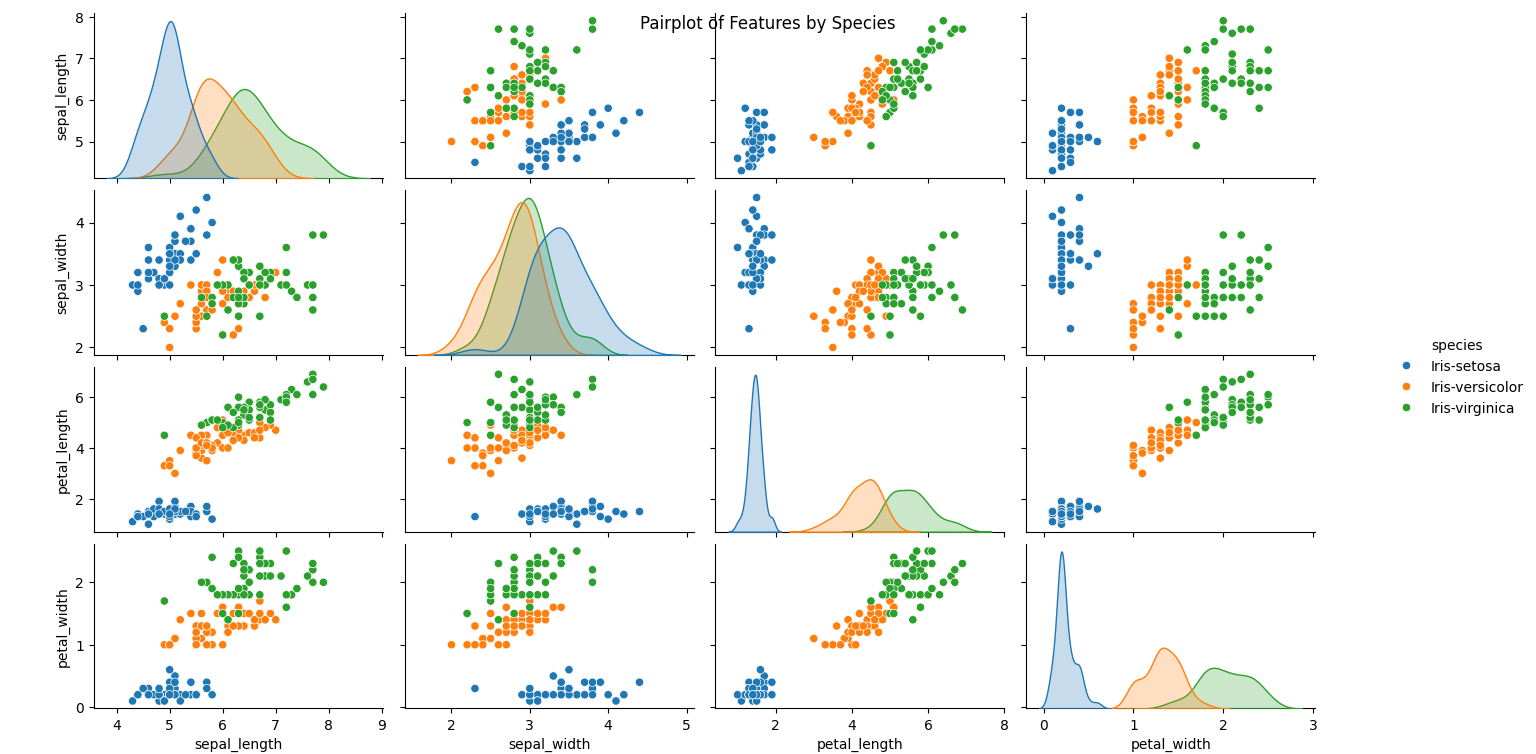 Pairplot of Features by Species
8
7
6
5
sepal_length
4
3
2
sepal_width
6
4
2
petal_length
2
1
0
petal_width
4 5 6 7 8 9
sepal_length
2 3 4 5
sepal_width
2 4 6 8
petal_length
0 1 2 3
petal_width
species
Iris-setosa
Iris-versicolor
Iris-virginica